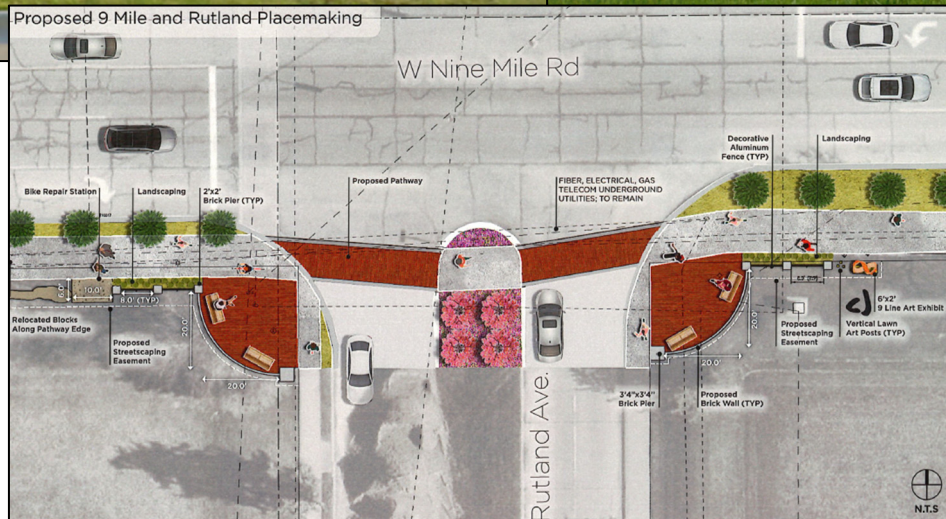 Proposed 9 Mile and Rutland Placemaking
W Nine Mile Rd
Decorative
Aluminum
Fence (TYP)
Landscaping
Bike Repair Station
Landscaping
2'x2'
Brick Pier (TYP)
Proposed Pathway
FIBER, ELECTRICAL, GAS
TELECOM UNDERGROUND
UTILITIES; TO REMAIN
10.0'
8.0' (TYP)
Relocated Blocks
Along Pathway Edge
Proposed
Streetscaping
Easement
20.0'
20.0'
Rutland Ave.
3'4"x3'4"
Brick Pier
Proposed
Brick Wall (TYP)
20.0'
20.0'
Proposed
Streetscaping
Easement
6'x2'
9 Line Art Exhibit
Vertical Lawn
Art Posts (TYP)
N.T.S